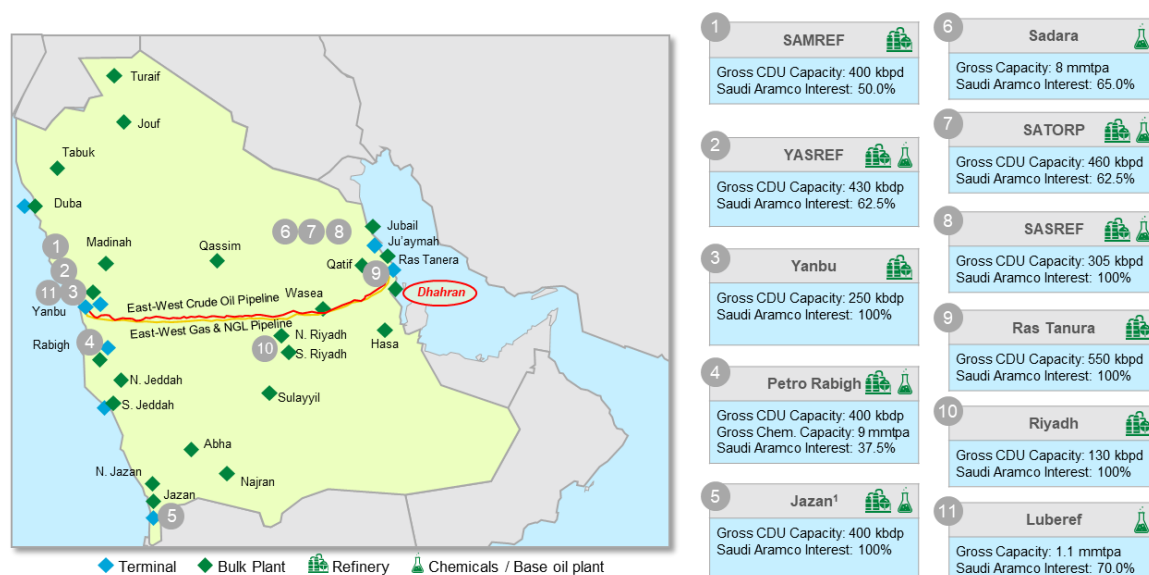 Turaif
Jouf
Tabuk
Duba
1
Madinah
Qassim
6 7 8
Jubail
Ju'aymah
Ras Tanera
2
Qatif
9
11 3
Yanbu
East-West Crude Oil Pipeline
Wasea
Dhahran
East-West Gas & NGL Pipeline
Rabigh
4
10
N. Riyadh
S. Riyadh
Hasa
N. Jeddah
S. Jeddah
Sulayyil
Abha
N. Jazan
Najran
Jazan
5
Terminal
Bulk Plant
Refinery
Chemicals / Base oil plant
1
SAMREF
Gross CDU Capacity: 400 kbpd
Saudi Aramco Interest: 50.0%
2
YASREF
Gross CDU Capacity: 430 kbdp
Saudi Aramco Interest: 62.5%
3
Yanbu
Gross CDU Capacity: 250 kbdp
Saudi Aramco Interest: 100%
4
Petro Rabigh
Gross CDU Capacity: 400 kbdp
Gross Chem. Capacity: 9 mmtpa
Saudi Aramco Interest: 37.5%
5
Jazan¹
Gross CDU Capacity: 400 kbdp
Saudi Aramco Interest: 100%
6
Sadara
Gross Capacity: 8 mmtpa
Saudi Aramco Interest: 65.0%
7
SATORP
Gross CDU Capacity: 460 kbpd
Saudi Aramco Interest: 62.5%
8
SASREF
Gross CDU Capacity: 305 kbpd
Saudi Aramco Interest: 100%
9
Ras Tanura
Gross CDU Capacity: 550 kbpd
Saudi Aramco Interest: 100%
10
Riyadh
Gross CDU Capacity: 130 kbpd
Saudi Aramco Interest: 100%
11
Luberef
Gross Capacity: 1.1 mmtpa
Saudi Aramco Interest: 70.0%